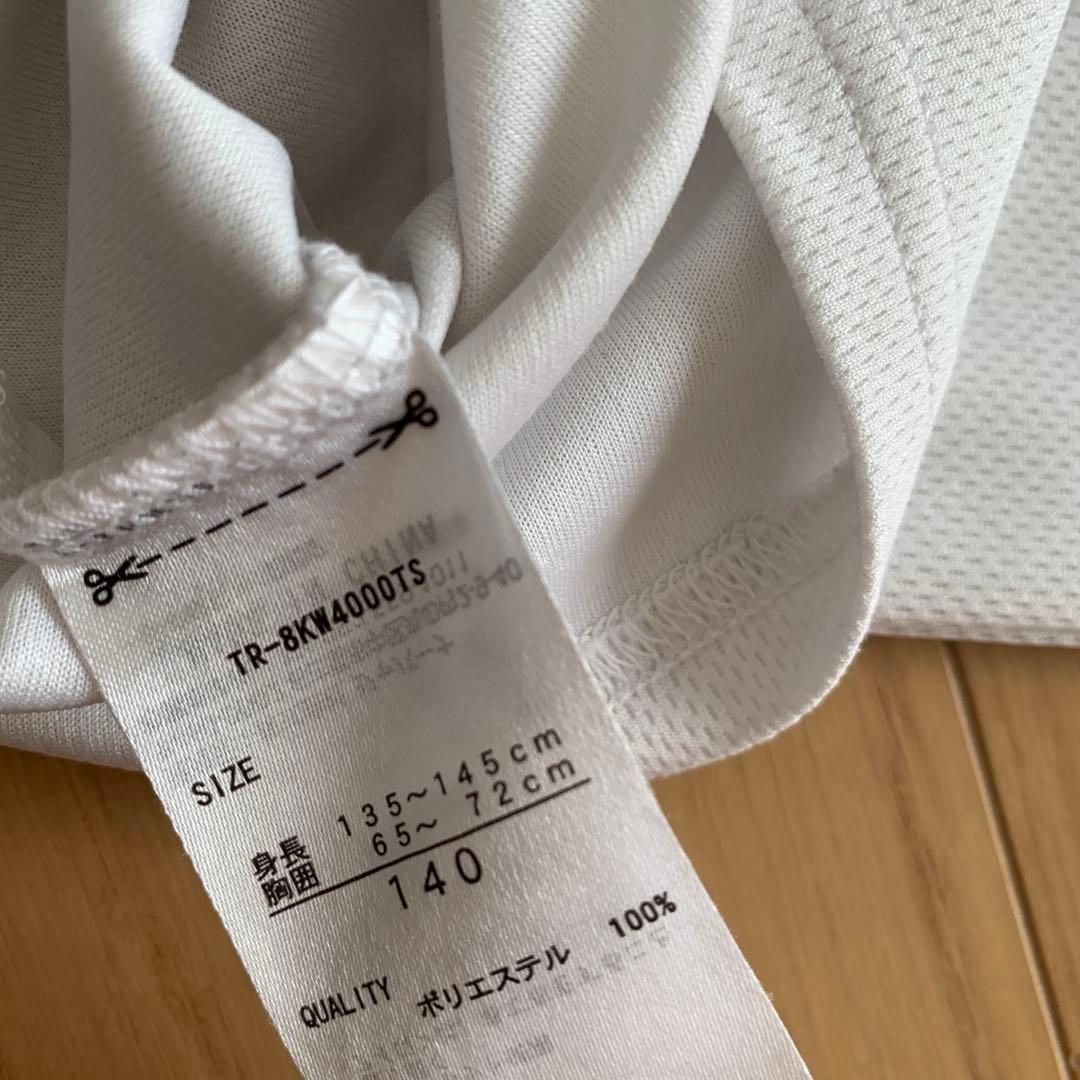 TR-8KW4000TS
SIZE
身長 135～145cm
胸囲 65～ 72cm
140
QUALITY ポリエステル 100%